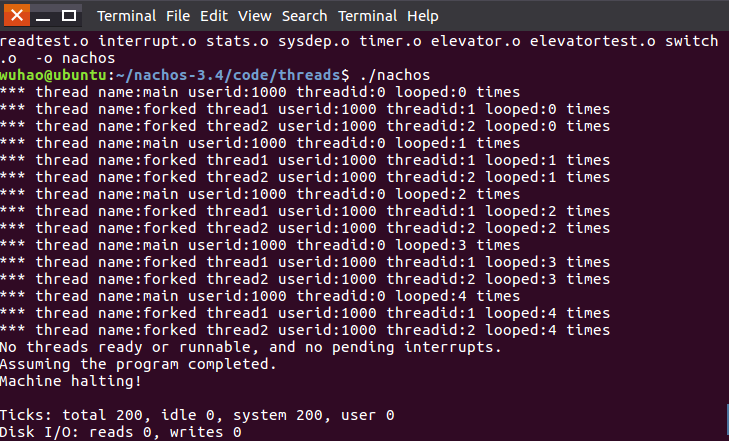 Terminal File Edit View Search Terminal Help
readtest.o interrupt.o stats.o sysdep.o timer.o elevator.o elevatortest.o switch
.o  -o nachos
wuhao@ubuntu:~/nachos-3.4/code/threads$ ./nachos
*** thread name:main userid:1000 threadid:0 looped:0 times
*** thread name:forked thread1 userid:1000 threadid:1 looped:0 times
*** thread name:forked thread2 userid:1000 threadid:2 looped:0 times
*** thread name:main userid:1000 threadid:0 looped:1 times
*** thread name:forked thread1 userid:1000 threadid:1 looped:1 times
*** thread name:forked thread2 userid:1000 threadid:2 looped:1 times
*** thread name:main userid:1000 threadid:0 looped:2 times
*** thread name:forked thread1 userid:1000 threadid:1 looped:2 times
*** thread name:forked thread2 userid:1000 threadid:2 looped:2 times
*** thread name:main userid:1000 threadid:0 looped:3 times
*** thread name:forked thread1 userid:1000 threadid:1 looped:3 times
*** thread name:forked thread2 userid:1000 threadid:2 looped:3 times
*** thread name:main userid:1000 threadid:0 looped:4 times
*** thread name:forked thread1 userid:1000 threadid:1 looped:4 times
*** thread name:forked thread2 userid:1000 threadid:2 looped:4 times
No threads ready or runnable, and no pending interrupts.
Assuming the program completed.
Machine halting!
Ticks: total 200, idle 0, system 200, user 0
Disk I/O: reads 0, writes 0